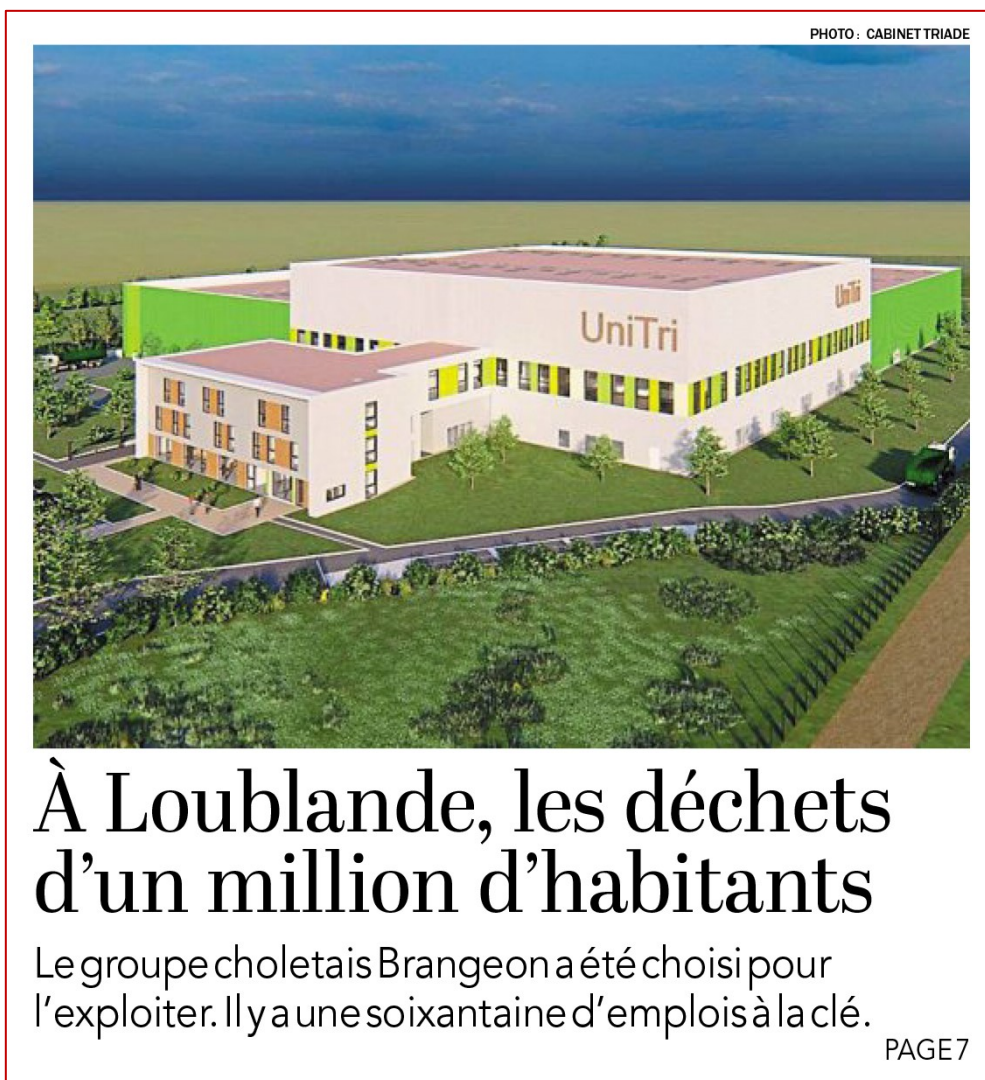 PHOTO : CABINET TRIADE
UniTri
UniTri
À Loublande, les déchets
d’un million d’habitants
Le groupe choletais Brangeon a été choisi pour
l’exploiter. Il y a une soixantaine d’emplois à la clé.
PAGE 7